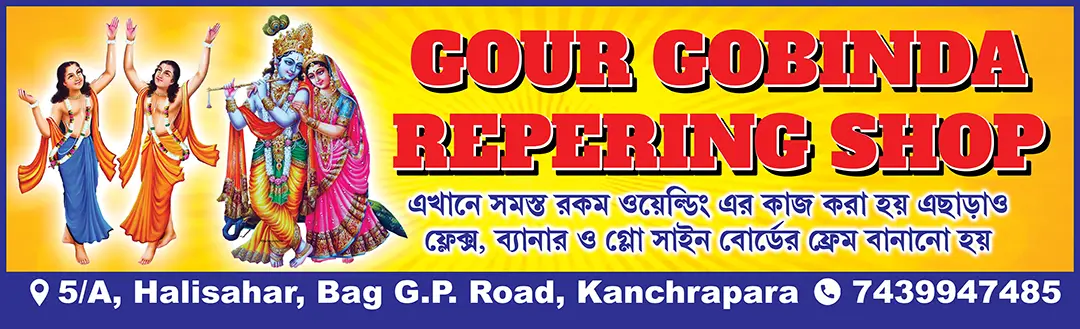 GOUR GOBINDA
REPERING SHOP
এখানে সমস্ত রকম ওয়েল্ডিং এর কাজ করা হয় এছাড়াও
ফ্লেক্স, ব্যানার ও গ্লো সাইন বোর্ডের ফ্রেম বানানো হয়
5/A, Halisahar, Bag G.P. Road, Kanchrapara 7439947485